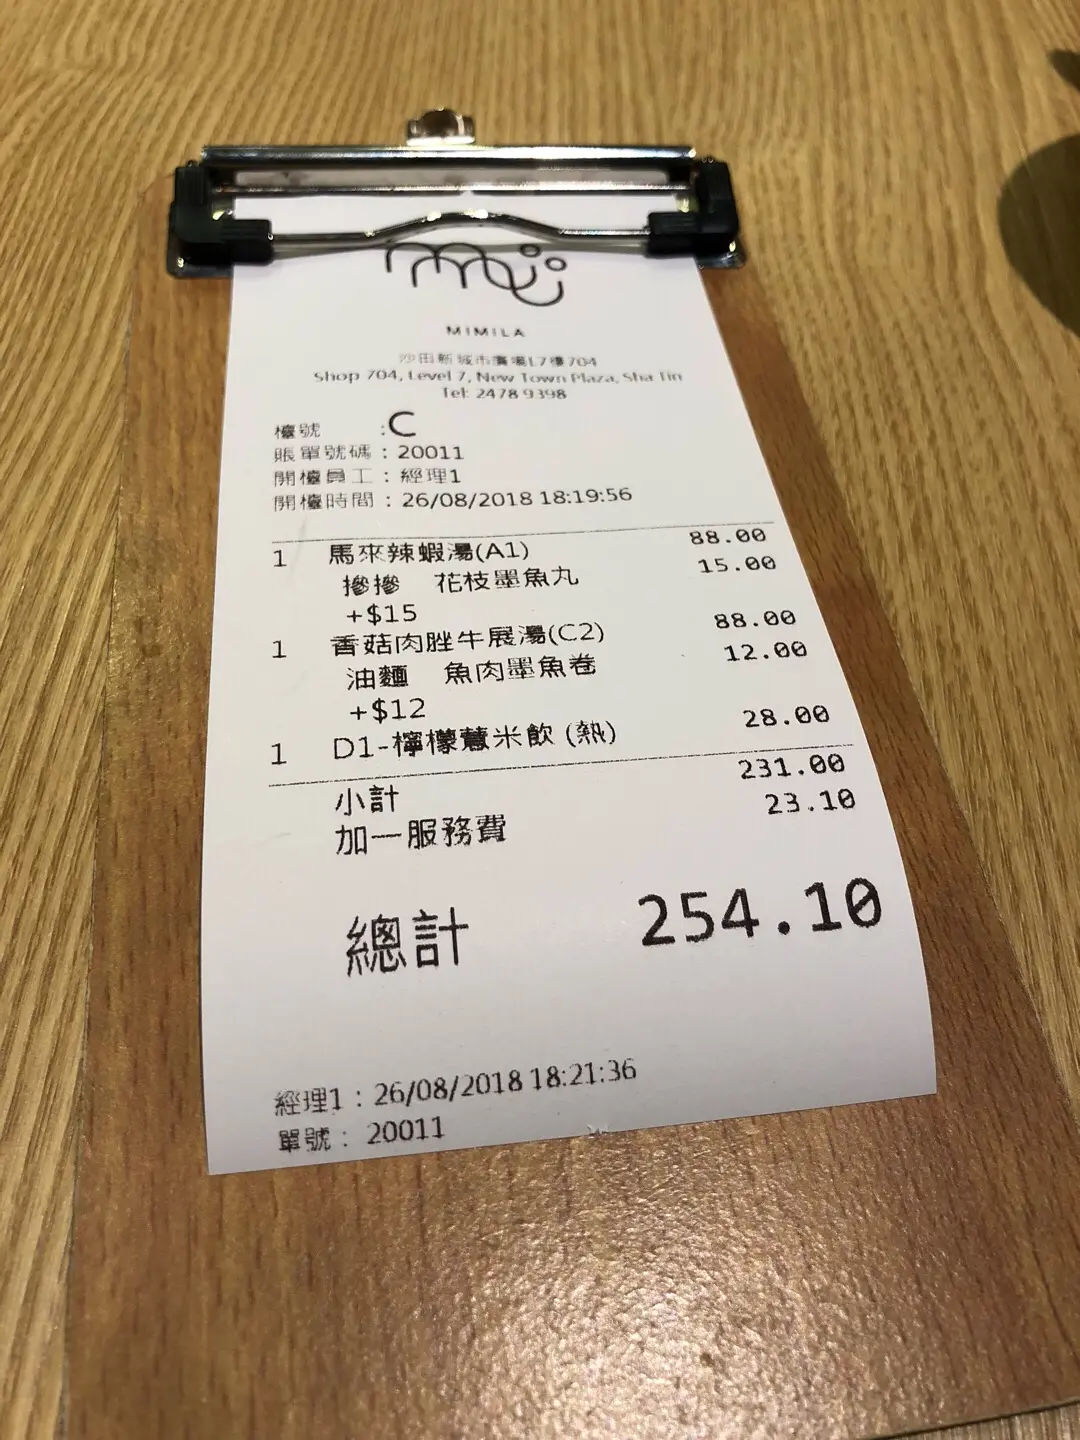 MIMILA
沙田新城市廣場L7樓704
Shop 704, Level 7, New Town Plaza, Sha Tin
Tel: 2478 9398
檯號 :C
賬單號碼 : 20011
開檯員工 : 經理1
開檯時間 : 26/08/2018 18:19:56
1 馬來辣蝦湯(A1) 88.00
摻摻 花枝墨魚丸 15.00
+$15
1 香菇肉脞牛展湯(C2) 88.00
油麵 魚肉墨魚卷 12.00
+$12
1 D1-檸檬薏米飲 (熱) 28.00
小計 231.00
加一服務費 23.10
總計 254.10
經理1 : 26/08/2018 18:21:36
單號 : 20011